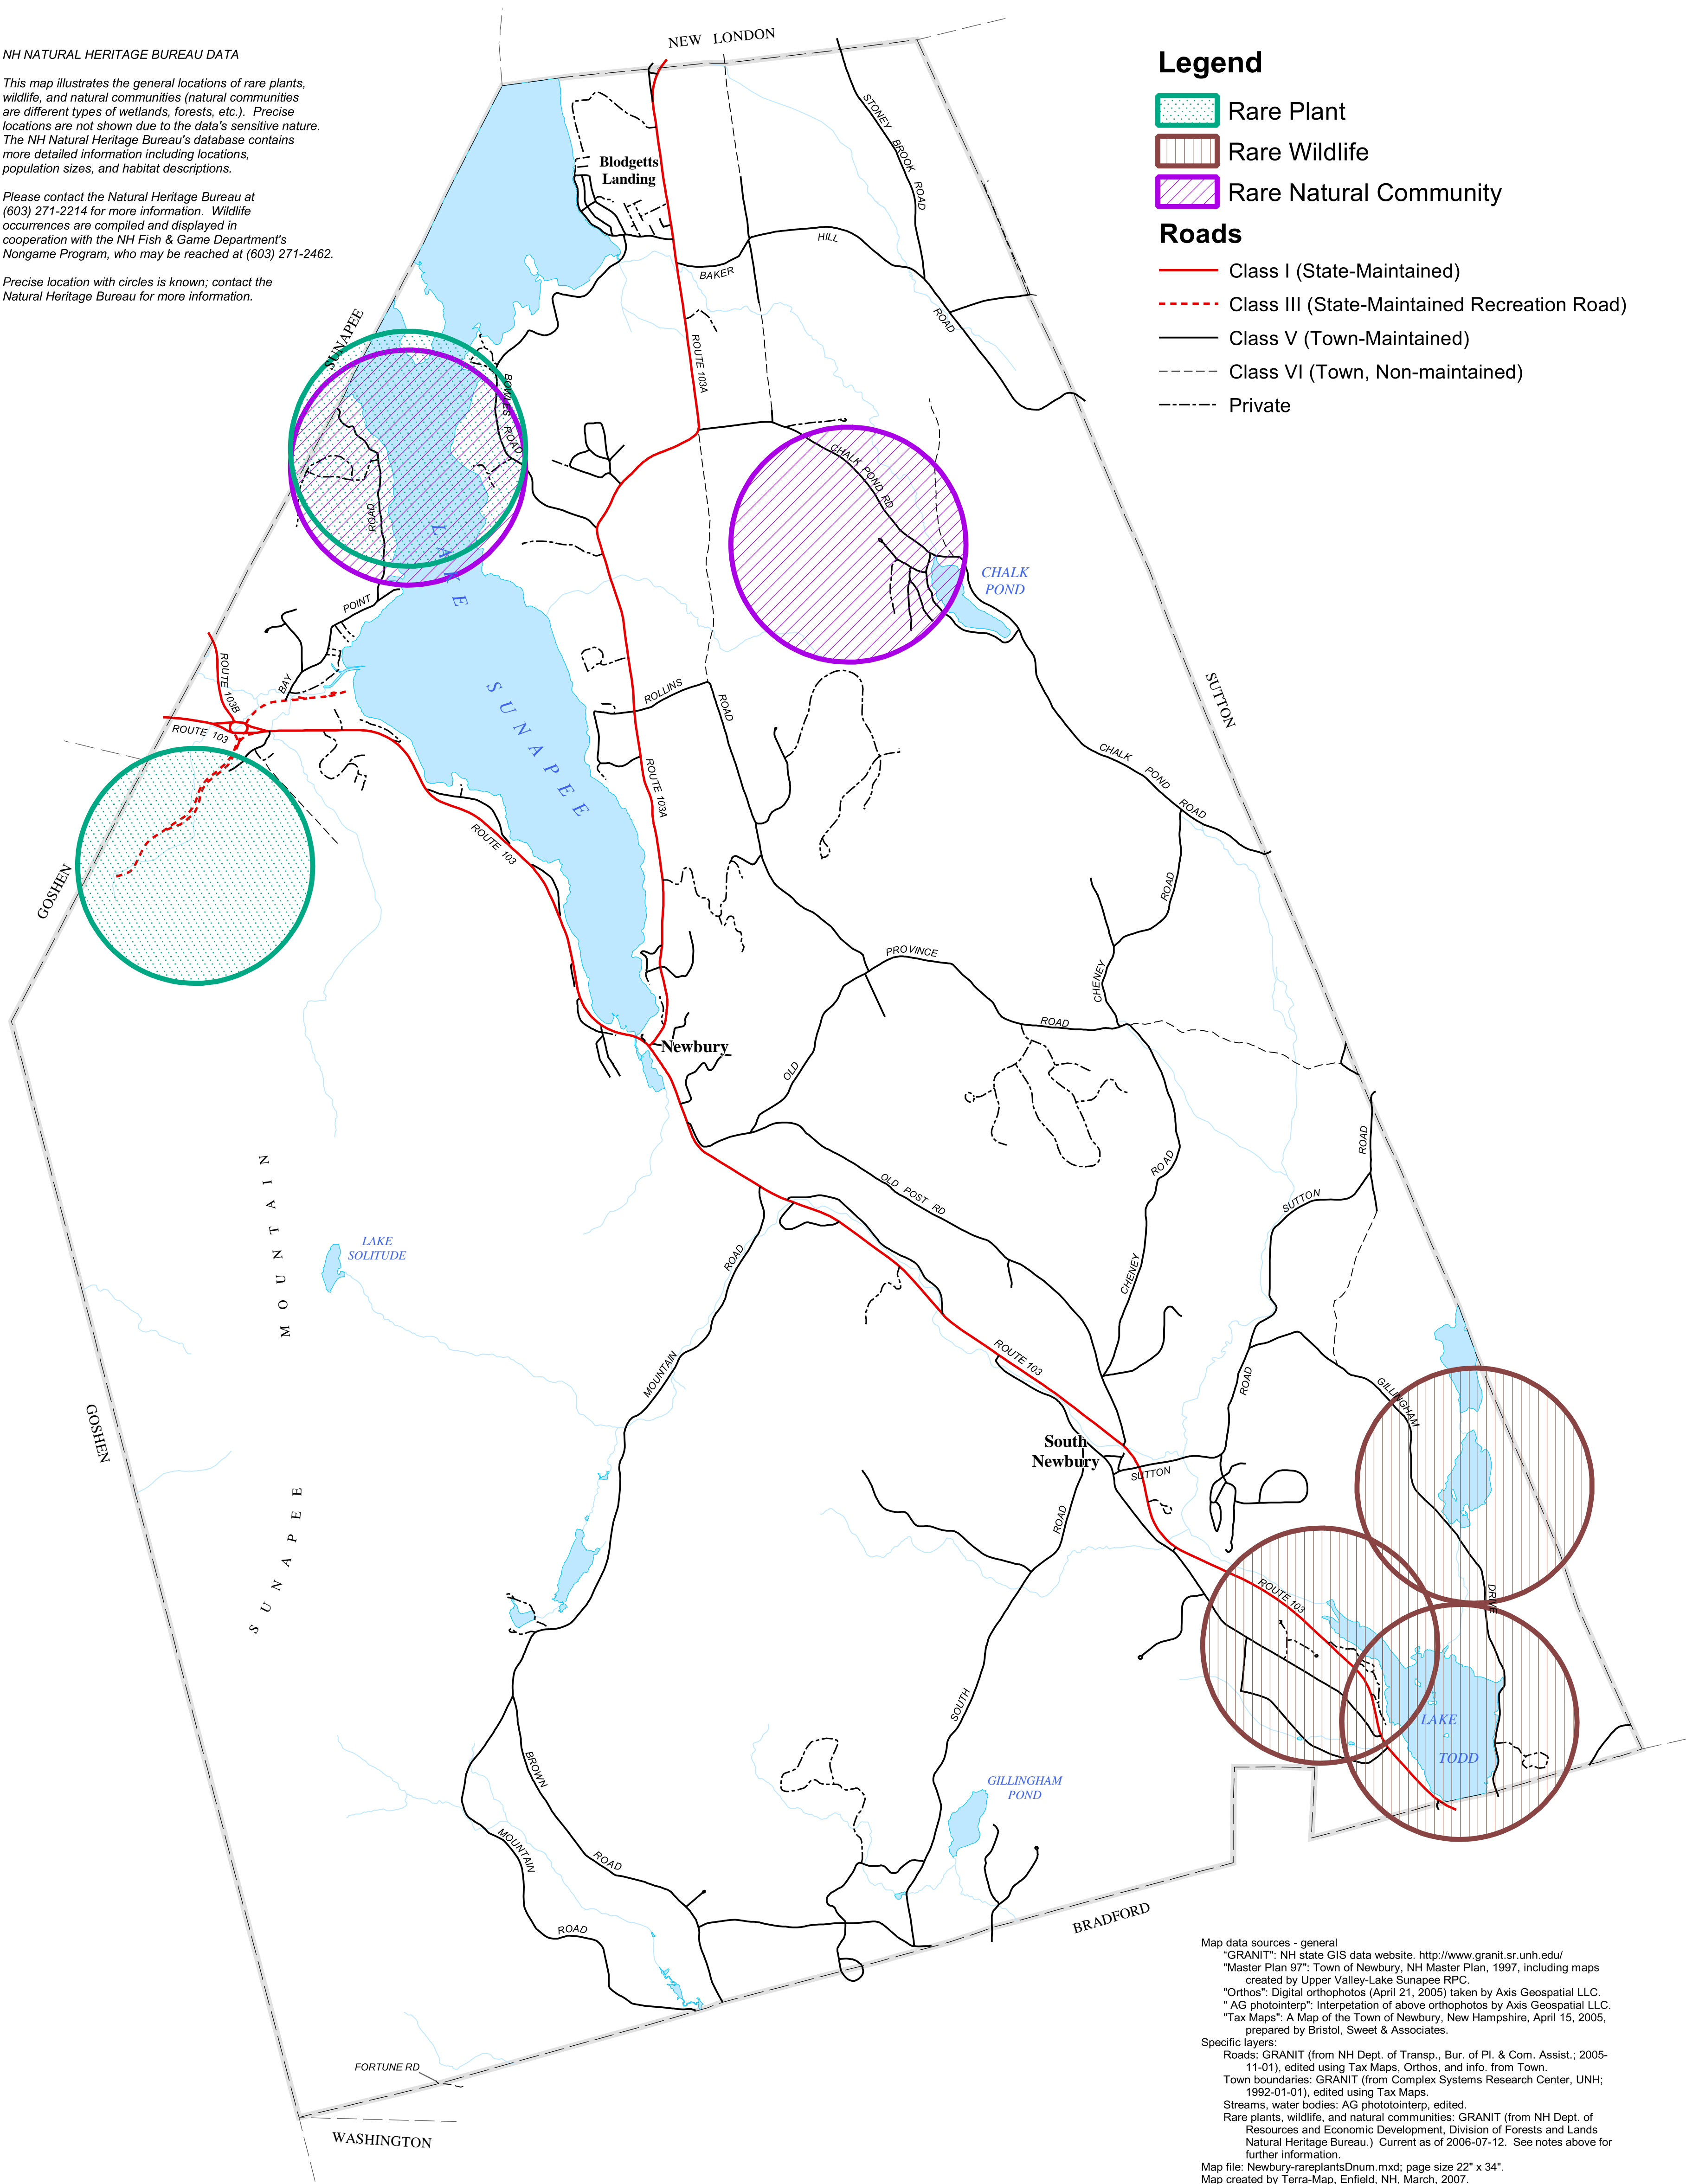 NH NATURAL HERITAGE BUREAU DATA
This map illustrates the general locations of rare plants,
wildlife, and natural communities (natural communities
are different types of wetlands, forests, etc.). Precise
locations are not shown due to the data's sensitive nature.
The NH Natural Heritage Bureau's database contains
more detailed information including locations,
population sizes, and habitat descriptions.
Please contact the Natural Heritage Bureau at
(603) 271-2214 for more information. Wildlife
occurrences are compiled and displayed in
cooperation with the NH Fish & Game Department's
Nongame Program, who may be reached at (603) 271-2462.
Precise location with circles is known; contact the
Natural Heritage Bureau for more information.
Legend
Rare Plant
Rare Wildlife
Rare Natural Community
Roads
Class I (State-Maintained)
Class III (State-Maintained Recreation Road)
Class V (Town-Maintained)
Class VI (Town, Non-maintained)
Private
NEW LONDON
STONEY BROOK ROAD
Blodgetts
Landing
BAKER
HILL
ROAD
SUNAPEE
ROUTE 103A
BOWLES ROAD
CHALK POND RD
ROAD
LAKE
SUNAPEE
CHALK
POND
POINT
BAY
ROUTE 103B
ROUTE 103
ROLLINS
ROAD
SUTTON
ROUTE 103A
CHALK POND ROAD
ROUTE 103
GOSHEN
ROAD
CHENEY
PROVINCE
ROAD
OLD
Newbury
ROAD
SUTTON
ROAD
OLD POST RD
CHENEY
LAKE
SOLITUDE
ROAD
MOUNTAIN
SUNAPEE
MOUNTAIN
ROUTE 103
ROAD
GILLINGHAM
GOSHEN
South
Newbury
SUTTON
ROAD
ROUTE 103
DRIVE
SOUTH
LAKE
TODD
BROWN
ROAD
GILLINGHAM
POND
MOUNTAIN
ROAD
BRADFORD
FORTUNE RD
WASHINGTON
Map data sources - general
"GRANIT": NH state GIS data website. http://www.granit.sr.unh.edu/
"Master Plan 97": Town of Newbury, NH Master Plan, 1997, including maps
created by Upper Valley-Lake Sunapee RPC.
"Orthos": Digital orthophotos (April 21, 2005) taken by Axis Geospatial LLC.
" AG photointerp": Interpetation of above orthophotos by Axis Geospatial LLC.
"Tax Maps": A Map of the Town of Newbury, New Hampshire, April 15, 2005,
prepared by Bristol, Sweet & Associates.
Specific layers:
Roads: GRANIT (from NH Dept. of Transp., Bur. of Pl. & Com. Assist.; 2005-
11-01), edited using Tax Maps, Orthos, and info. from Town.
Town boundaries: GRANIT (from Complex Systems Research Center, UNH;
1992-01-01), edited using Tax Maps.
Streams, water bodies: AG phototointerp, edited.
Rare plants, wildlife, and natural communities: GRANIT (from NH Dept. of
Resources and Economic Development, Division of Forests and Lands
Natural Heritage Bureau.) Current as of 2006-07-12. See notes above for
further information.
Map file: Newbury-rareplantsDnum.mxd; page size 22" x 34".
Map created by Terra-Map, Enfield, NH, March, 2007.